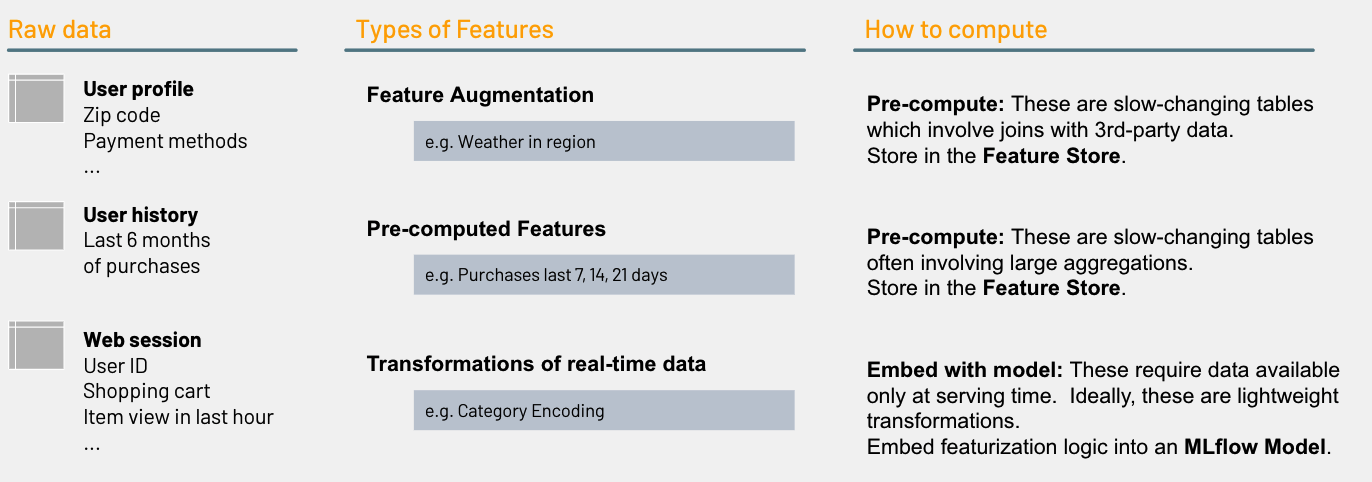 Raw data
User profile
Zip code
Payment methods
...
User history
Last 6 months
of purchases
Web session
User ID
Shopping cart
Item view in last hour
...
Types of Features
Feature Augmentation
e.g. Weather in region
Pre-computed Features
e.g. Purchases last 7, 14, 21 days
Transformations of real-time data
e.g. Category Encoding
How to compute
Pre-compute: These are slow-changing tables
which involve joins with 3rd-party data.
Store in the Feature Store.
Pre-compute: These are slow-changing tables
often involving large aggregations.
Store in the Feature Store.
Embed with model: These require data available
only at serving time.  Ideally, these are lightweight
transformations.
Embed featurization logic into an MLflow Model.